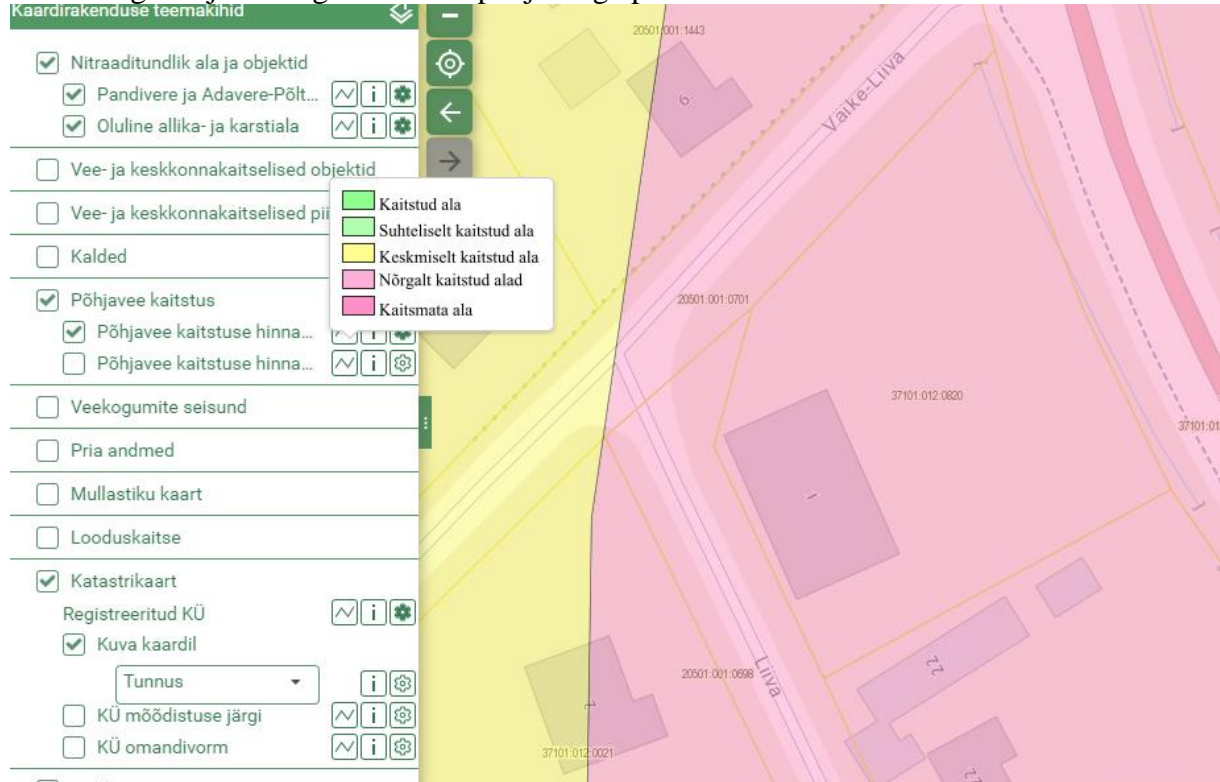 Kaardirakenduse teemakihid
Nitraaditundlik ala ja objektid
Pandivere ja Adavere-Põlt...
Oluline allika- ja karstiala
Vee- ja keskkonnakaitselised objektid
Vee- ja keskkonnakaitselised pii
Kalded
Põhjavee kaitstus
Põhjavee kaitstuse hinna...
Põhjavee kaitstuse hinna...
Veekogumite seisund
Pria andmed
Mullastiku kaart
Looduskaitse
Katastrikaart
Registreeritud KÜ
Kuva kaardil
Tunnus
KÜ mõõdistuse järgi
KÜ omandivorm
Kaitstud ala
Suhteliselt kaitstud ala
Keskmiselt kaitstud ala
Nõrgalt kaitstud alad
Kaitsmata ala
20501:001:1443
Väike-Liiva
20501:001:0701
37101:012:0820
37101:01
1
22
20501:001:0698
Liiva
37101:012:0021